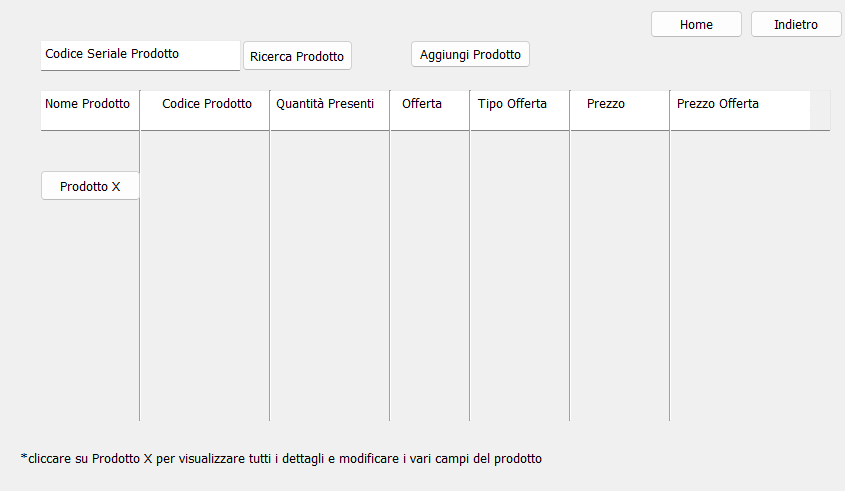 Home Indietro
Codice Seriale Prodotto Ricerca Prodotto Aggiungi Prodotto
Nome Prodotto Codice Prodotto Quantità Presenti Offerta Tipo Offerta Prezzo Prezzo Offerta
Prodotto X
*cliccare su Prodotto X per visualizzare tutti i dettagli e modificare i vari campi del prodotto